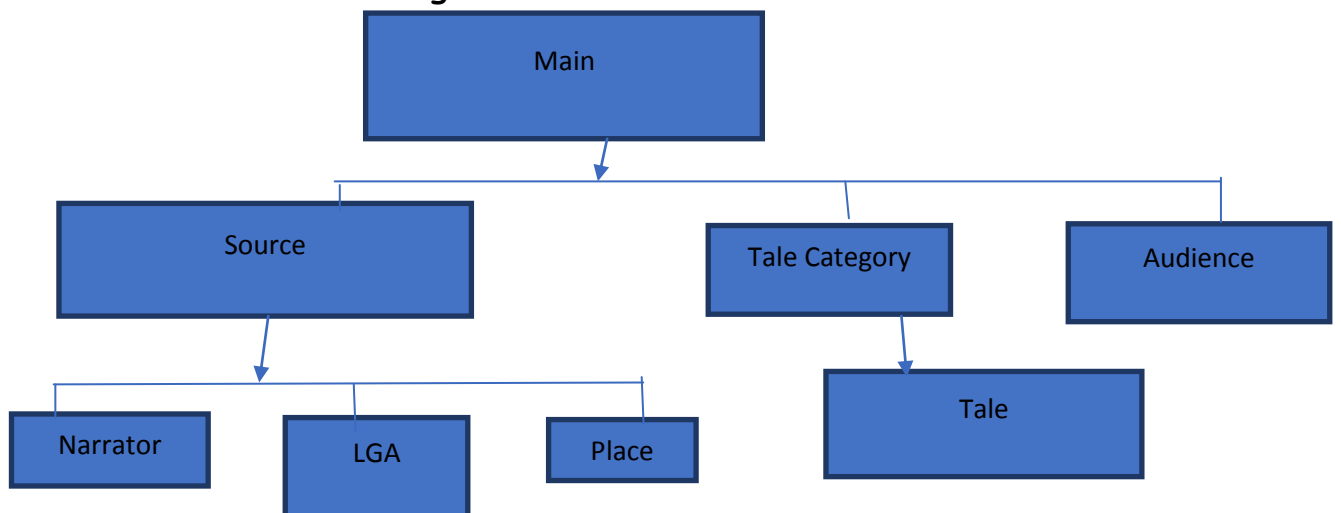 Main
Source
Tale Category
Audience
Narrator
LGA
Place
Tale